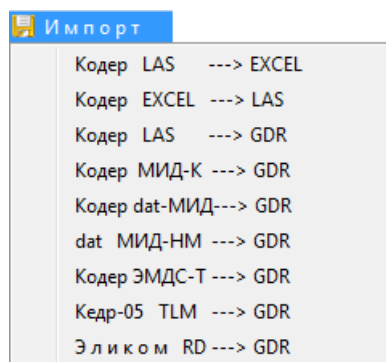 Импорт
Кодер LAS ---> EXCEL
Кодер EXCEL ---> LAS
Кодер LAS ---> GDR
Кодер МИД-К ---> GDR
Кодер dat-МИД---> GDR
dat МИД-НМ ---> GDR
Кодер ЭМДС-Т ---> GDR
Кедр-05 TLM ---> GDR
Эликом RD ---> GDR